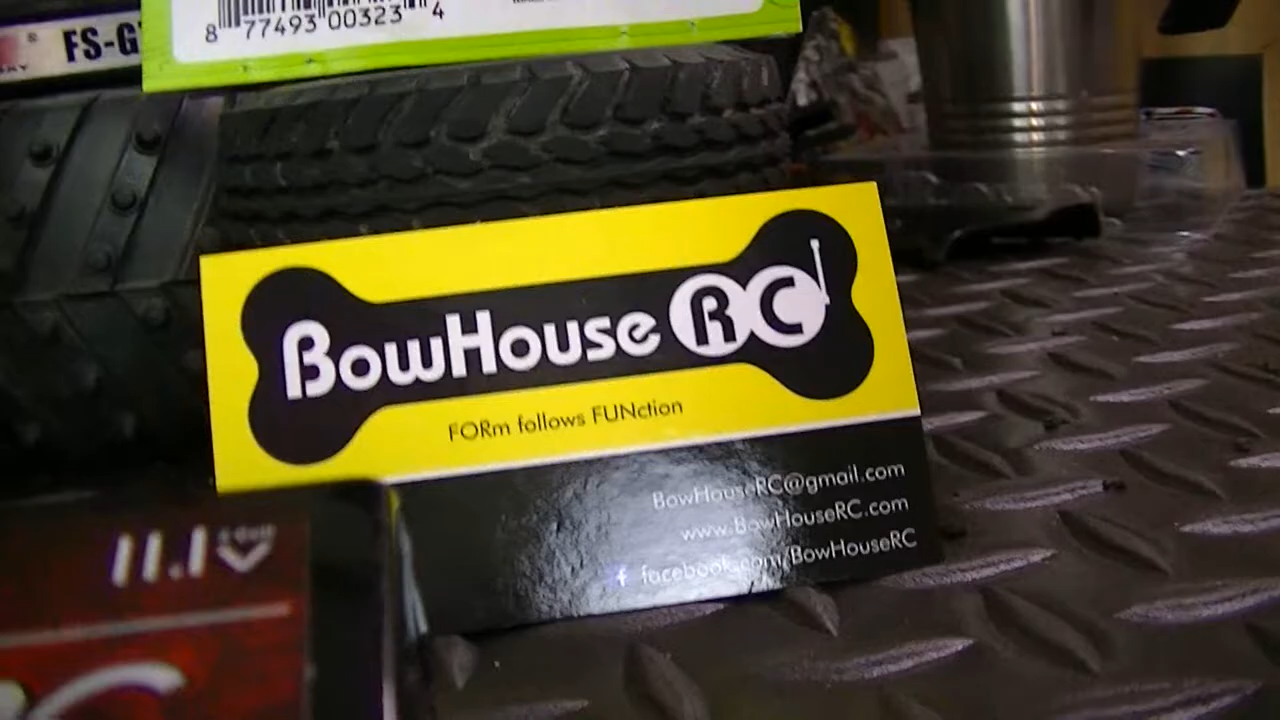 FS-G
8 77493 00323 4
BowHouse RC
FORm follows FUNction
BowHouseRC@gmail.com
www.BowHouseRC.com
f facebook.com/BowHouseRC
11.1V